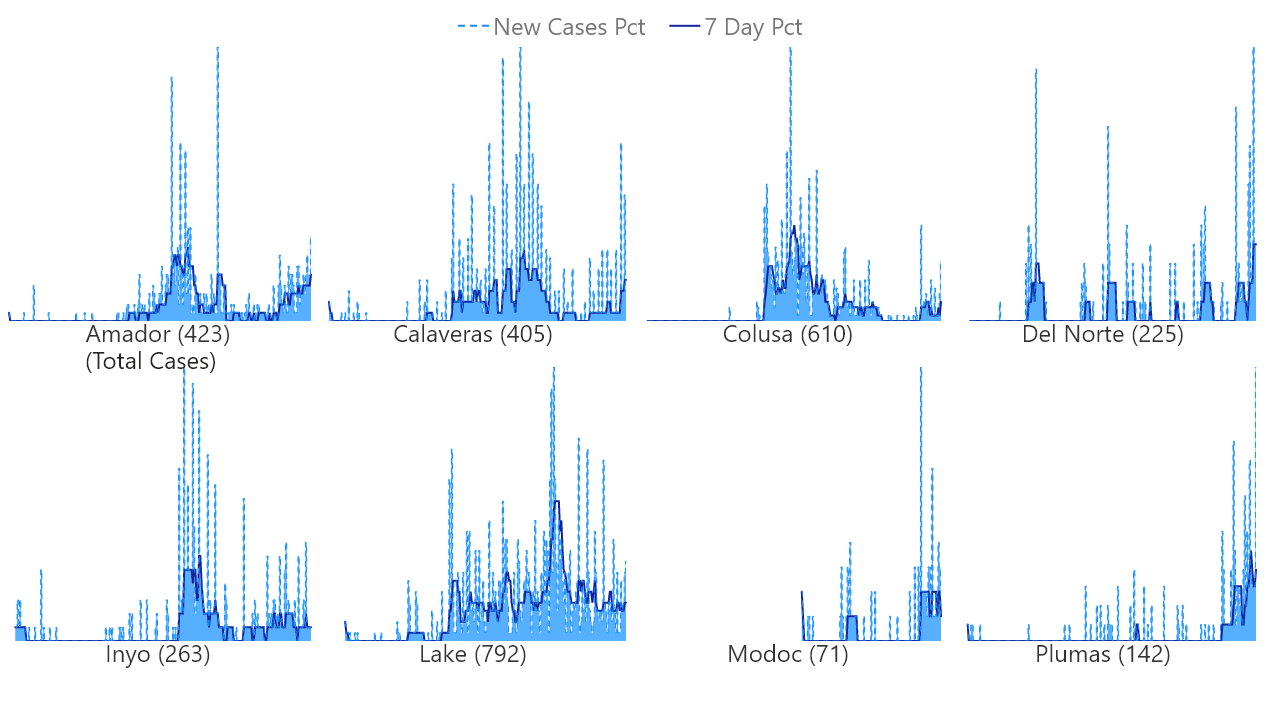 New Cases Pct 7 Day Pct
Amador (423) Calaveras (405) Colusa (610) Del Norte (225)
(Total Cases)
Inyo (263) Lake (792) Modoc (71) Plumas (142)